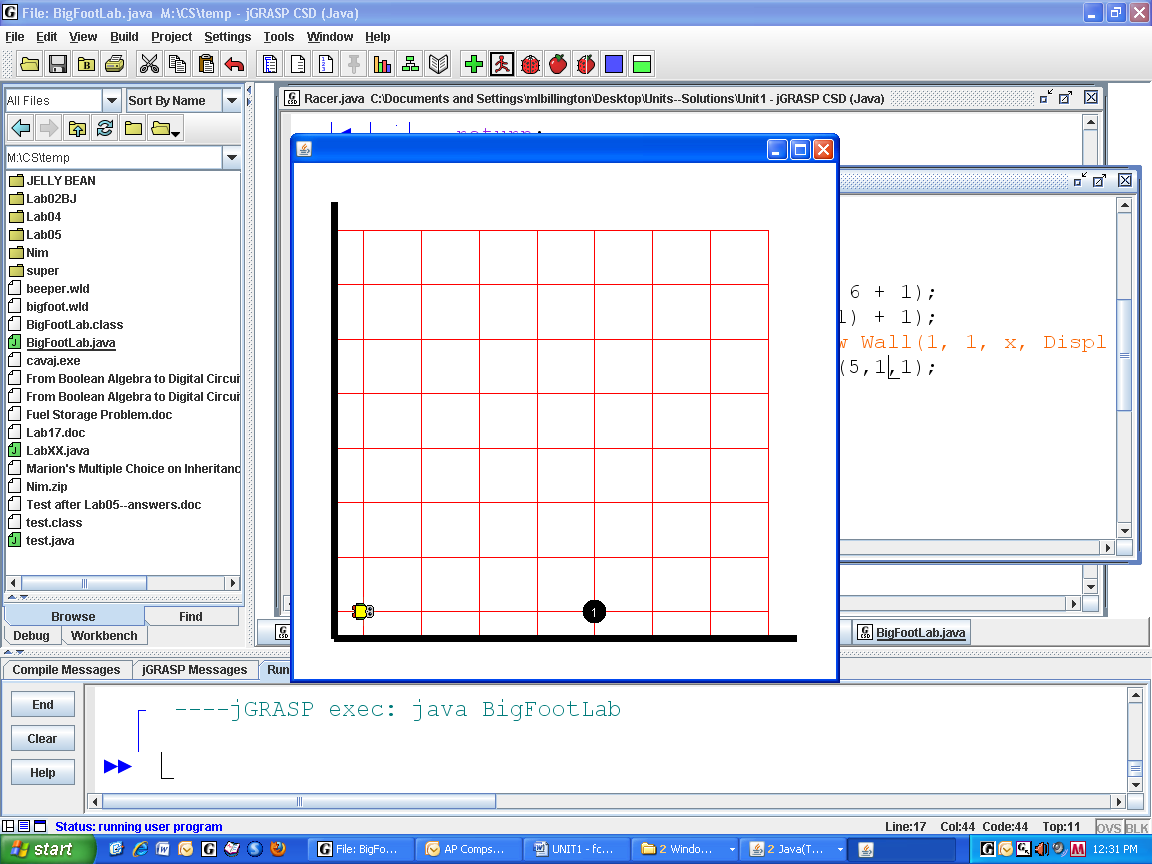 File: BigFootLab.java  M:\CS\temp - jGRASP CSD (Java)
File Edit View Build Project Settings Tools Window Help
All Files
Sort By Name
M:\CS\temp
JELLY BEAN
Lab02BJ
Lab04
Lab05
Nim
super
beeper.wld
bigfoot.wld
BigFootLab.class
BigFootLab.java
cavaj.exe
From Boolean Algebra to Digital Circui
From Boolean Algebra to Digital Circui
Fuel Storage Problem.doc
Lab17.doc
LabXX.java
Marion's Multiple Choice on Inheritanc
Nim.zip
Test after Lab05--answers.doc
test.class
test.java
Browse
Find
Debug
Workbench
Racer.java  C:\Documents and Settings\mlbillington\Desktop\Units--Solutions\Unit1 - jGRASP CSD (Java)
6 + 1);
1) + 1);
w Wall(1, 1, x, Displ
(5,1,1);
1
BigFootLab.java
Compile Messages
jGRASP Messages
Run
End
Clear
Help
----jGRASP exec: java BigFootLab
Status: running user program
Line:17 Col:44 Code:44 Top:11
OVS BLK
start
File: BigFo...
AP Comps...
UNIT1 - fc...
2 Windo...
2 Java(T...
12:31 PM